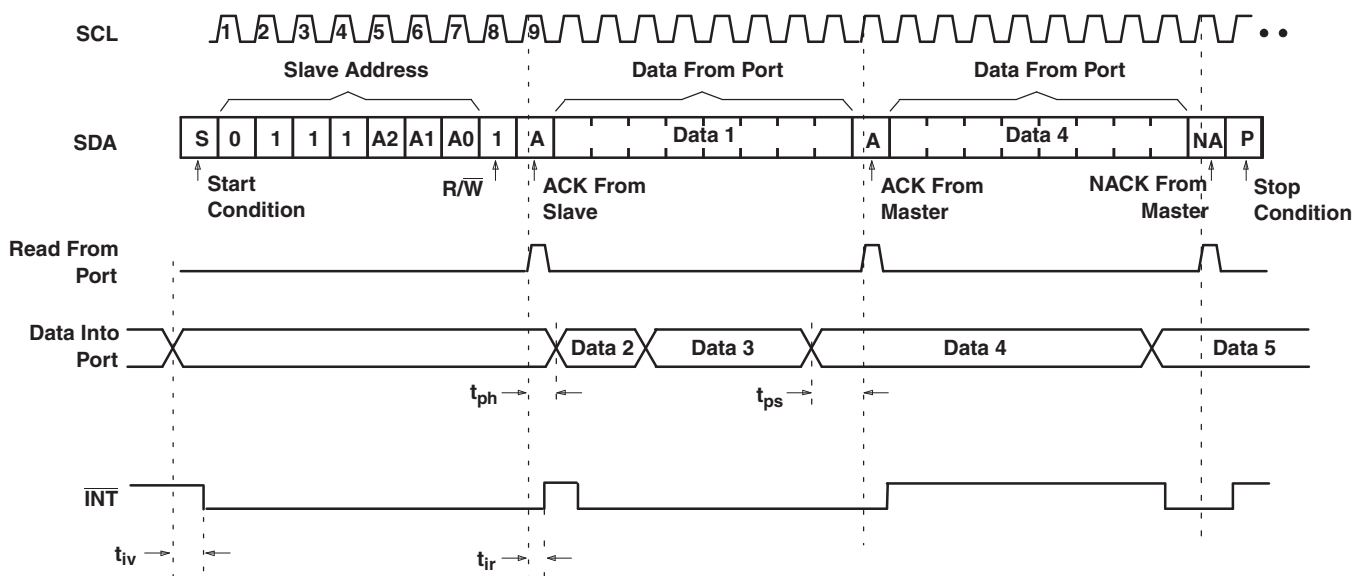 SCL
1 2 3 4 5 6 7 8 9
Slave Address
Data From Port
Data From Port
SDA
S 0 1 1 1 A2 A1 A0 1 A Data 1 A Data 4 NA P
Start
Condition
R/W̅
ACK From
Slave
ACK From
Master
NACK From
Master
Stop
Condition
Read From
Port
Data Into
Port
Data 2
Data 3
Data 4
Data 5
tph
tps
I̅N̅T̅
tiv
tir